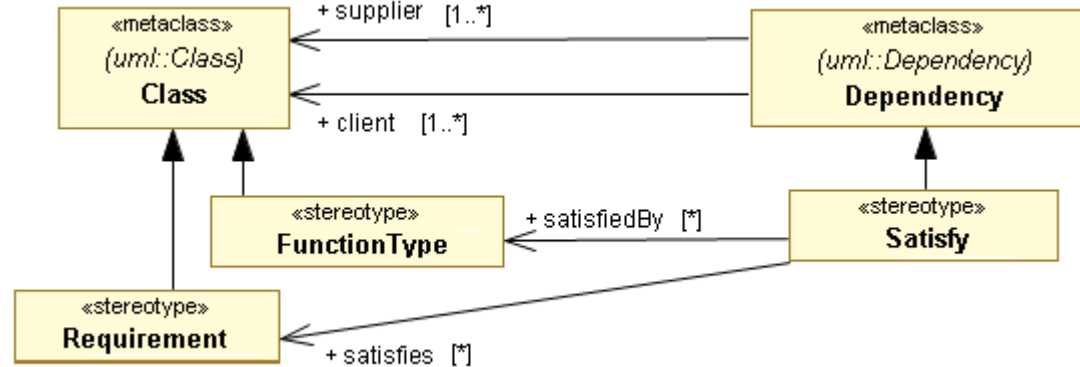 + supplier [1..*]
«metaclass»
(uml::Class)
Class
«metaclass»
(uml::Dependency)
Dependency
+ client [1..*]
«stereotype»
FunctionType
+ satisfiedBy [*]
«stereotype»
Satisfy
«stereotype»
Requirement
+ satisfies [*]